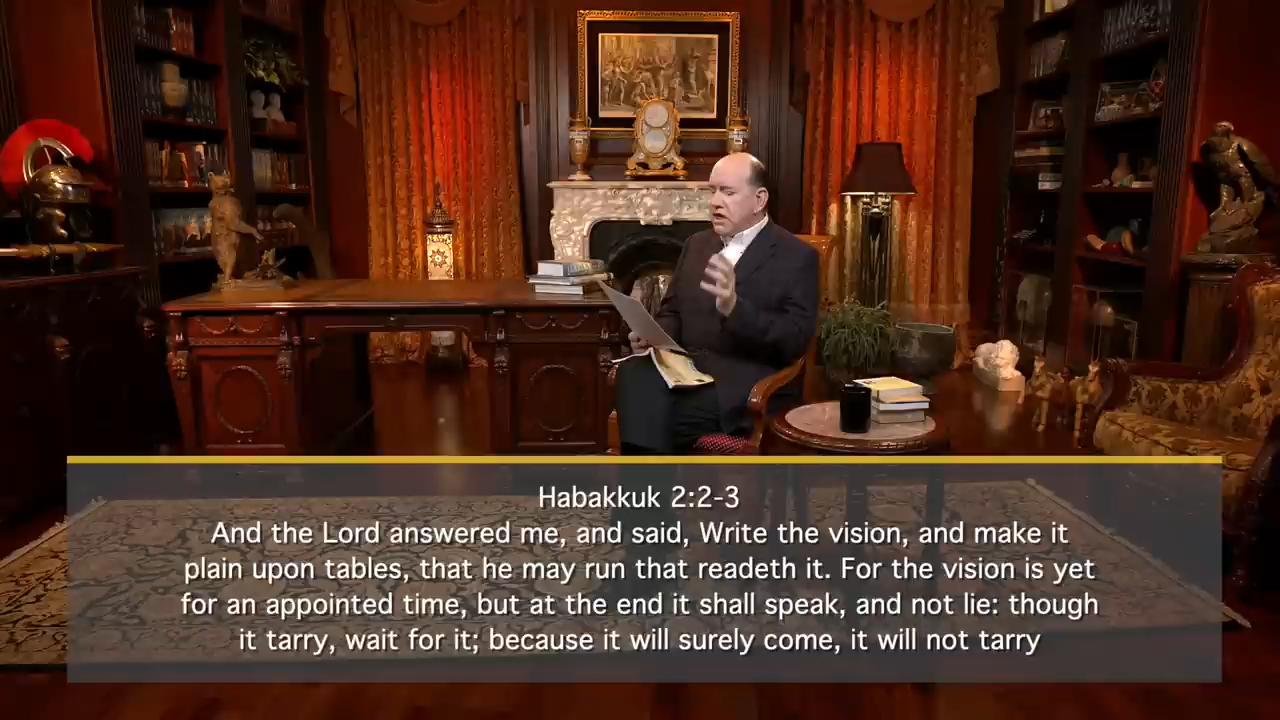 Habakkuk 2:2-3
And the Lord answered me, and said, Write the vision, and make it
plain upon tables, that he may run that readeth it. For the vision is yet
for an appointed time, but at the end it shall speak, and not lie: though
it tarry, wait for it; because it will surely come, it will not tarry